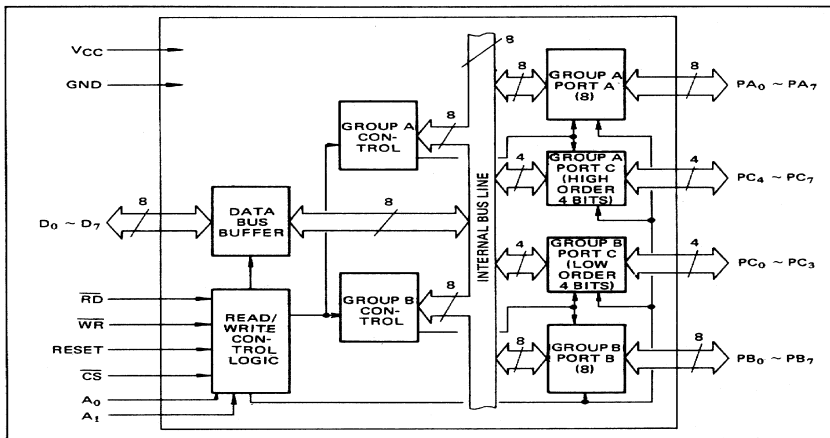 VCC
GND
D0 ~ D7
RD
WR
RESET
CS
A0
A1
8
DATA
BUS
BUFFER
READ/
WRITE
CON-
TROL
LOGIC
GROUP A
CON-
TROL
8
8
GROUP B
CON-
TROL
8
8
INTERNAL BUS LINE
8
GROUP A
PORT A
(8)
8
PA0 ~ PA7
4
GROUP A
PORT C
(HIGH
ORDER
4 BITS)
4
PC4 ~ PC7
4
GROUP B
PORT C
(LOW
ORDER
4 BITS)
4
PC0 ~ PC3
8
GROUP B
PORT B
(8)
8
PB0 ~ PB7